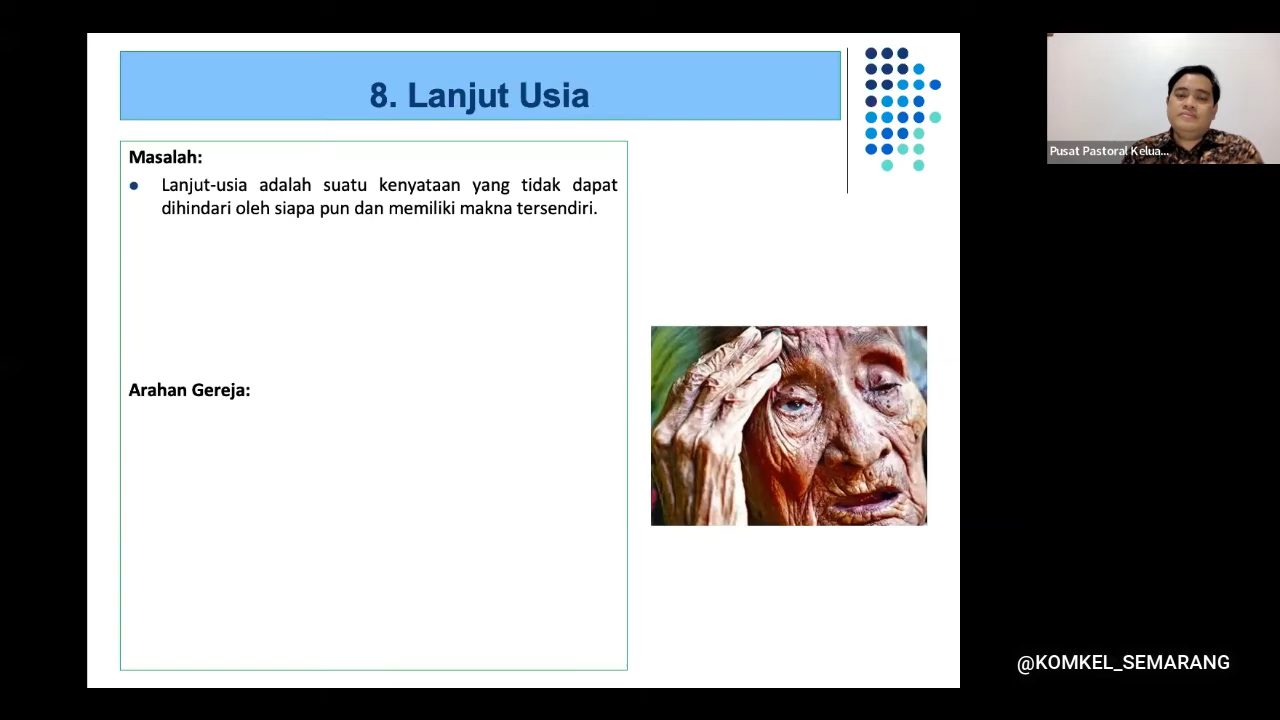 8. Lanjut Usia
Masalah:
● Lanjut-usia adalah suatu kenyataan yang tidak dapat
dihindari oleh siapa pun dan memiliki makna tersendiri.
Arahan Gereja:
Pusat Pastoral Kelua...
@KOMKEL_SEMARANG